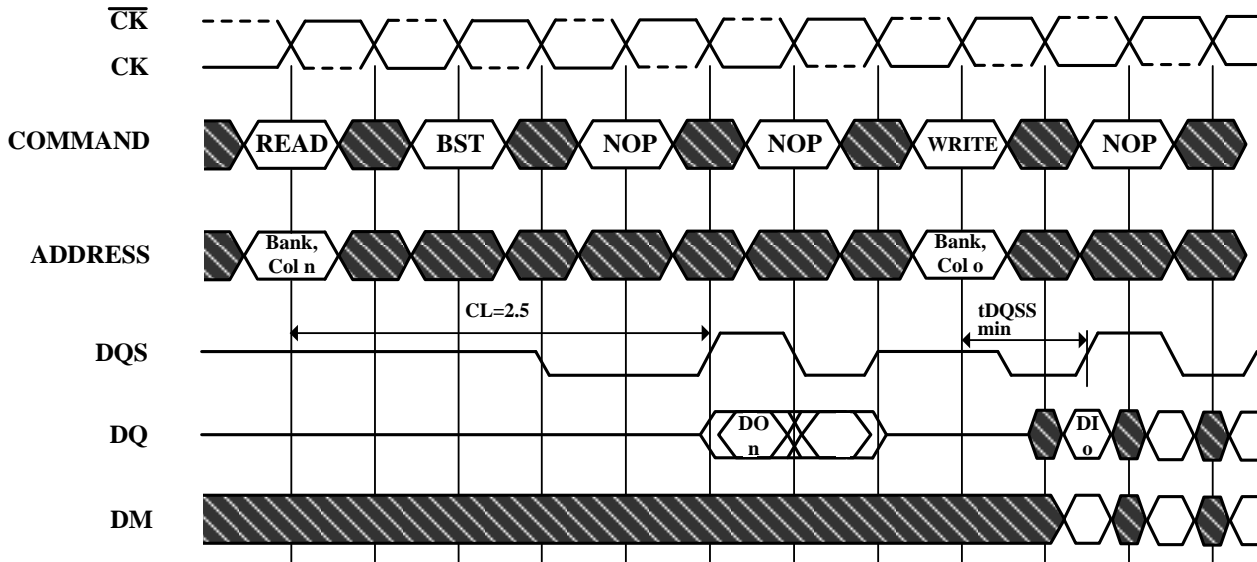 CK
CK
COMMAND
READ
BST
NOP
NOP
WRITE
NOP
ADDRESS
Bank,
Col n
Bank,
Col o
CL=2.5
tDQSS
min
DQS
DQ
DO
n
DI
o
DM